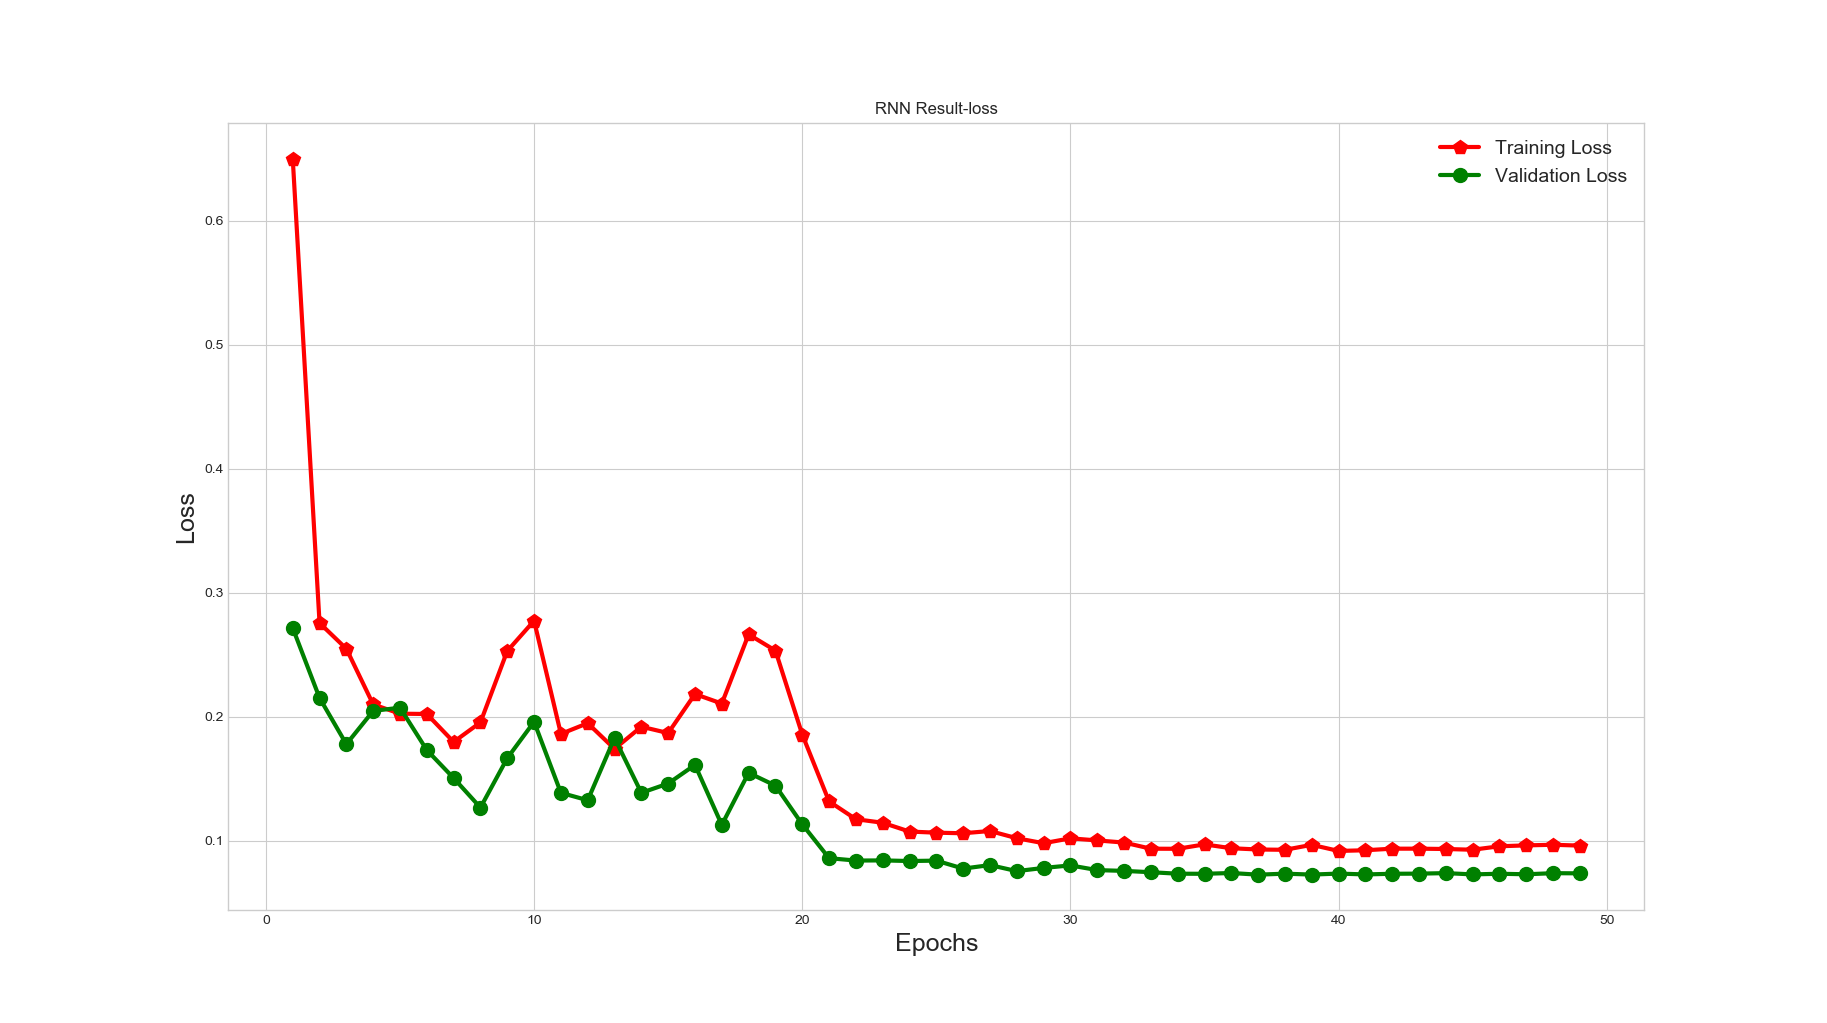 RNN Result-loss
Training Loss
Validation Loss
0.6
0.5
0.4
0.3
0.2
0.1
Loss
0 10 20 30 40 50
Epochs